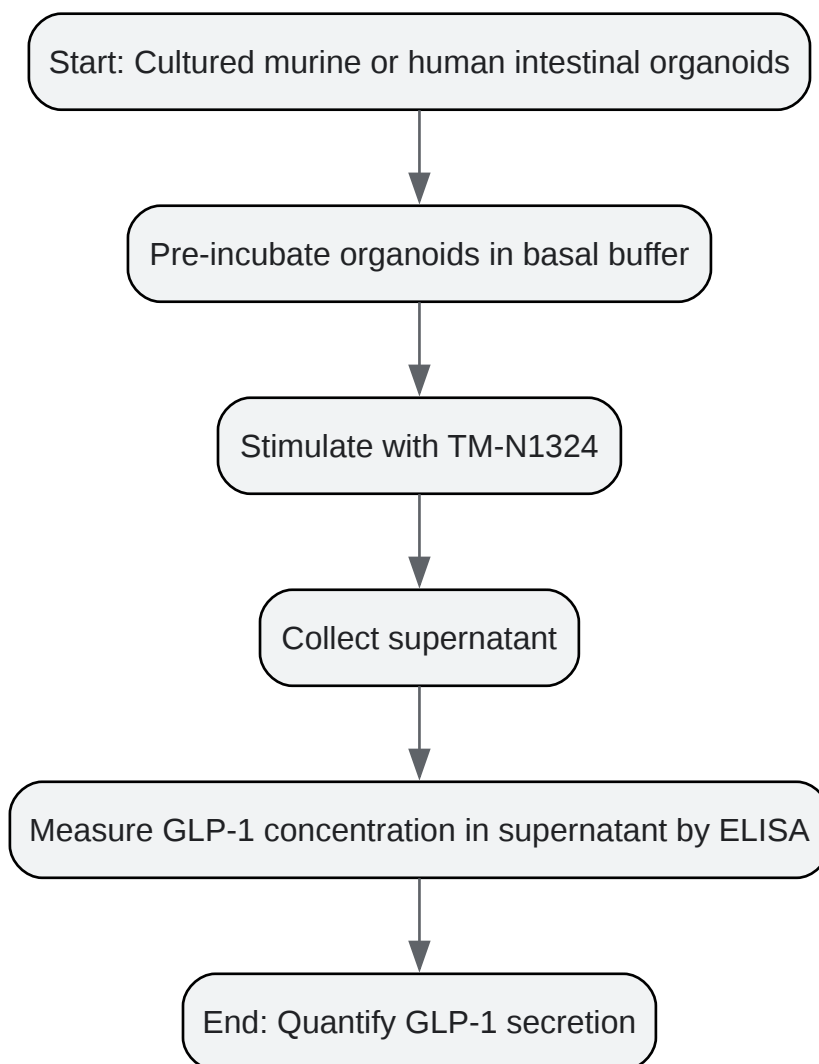 Start: Cultured murine or human intestinal organoids
Pre-incubate organoids in basal buffer
Stimulate with TM-N1324
Collect supernatant
Measure GLP-1 concentration in supernatant by ELISA
End: Quantify GLP-1 secretion